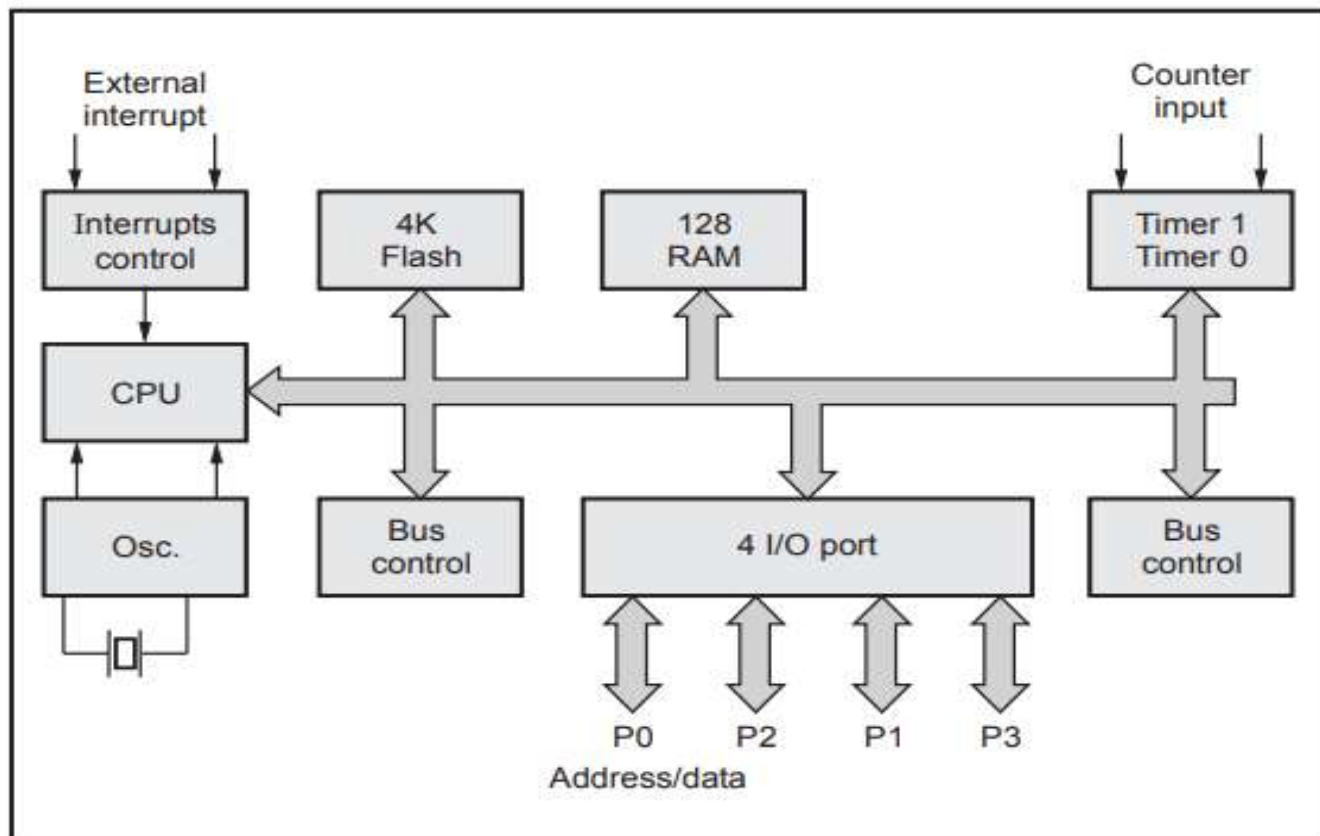 External
interrupt
Counter
input
Interrupts
control
4K
Flash
128
RAM
Timer 1
Timer 0
CPU
Osc.
Bus
control
4 I/O port
Bus
control
P0 P2 P1 P3
Address/data